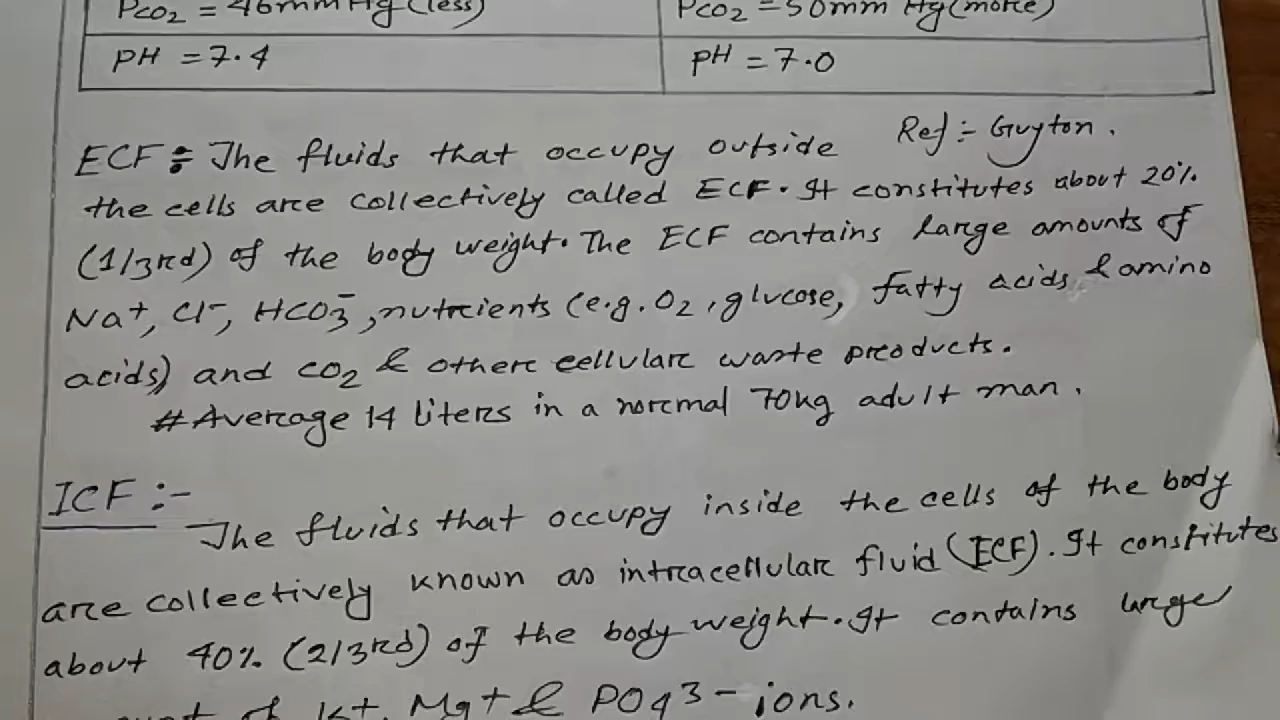 PCO2 = 46mm Hg (less)
PCO2 = 50mm Hg (more)
PH = 7.4
PH = 7.0
Ref :- Guyton.
ECF :- The fluids that occupy outside
the cells are collectively called ECF. It constitutes about 20%
(1/3rd) of the body weight. The ECF contains large amounts of
Na+, Cl-, HCO3-, nutrients (e.g. O2, glucose, fatty acids & amino
acids) and CO2 & other cellular waste products.
# Average 14 liters in a normal 70kg adult man.
ICF :-
The fluids that occupy inside the cells of the body
are collectively known as intracellular fluid (ICF). It constitutes
about 40% (2/3rd) of the body weight. It contains large
of K+, Mg+ & PO4 3- ions.